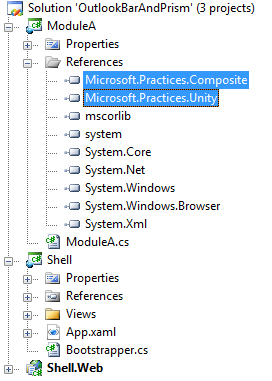 Solution 'OutlookBarAndPrism' (3 projects)
ModuleA
Properties
References
Microsoft.Practices.Composite
Microsoft.Practices.Unity
mscorlib
system
System.Core
System.Net
System.Windows
System.Windows.Browser
System.Xml
ModuleA.cs
Shell
Properties
References
Views
App.xaml
Bootstrapper.cs
Shell.Web